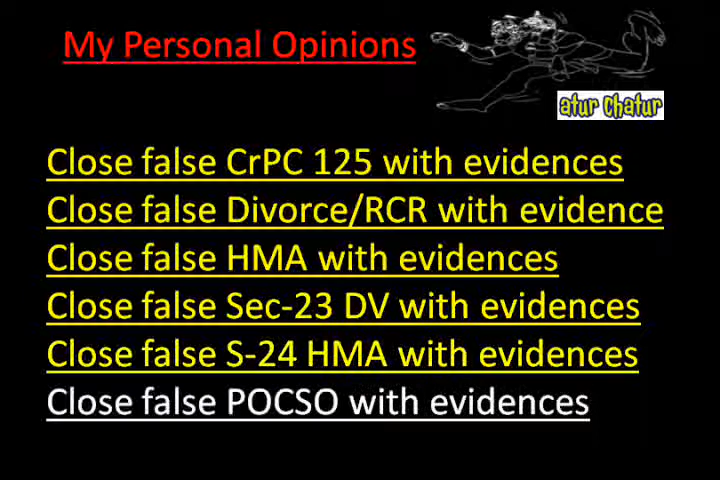 My Personal Opinions
atur Chatur
Close false CrPC 125 with evidences
Close false Divorce/RCR with evidence
Close false HMA with evidences
Close false Sec-23 DV with evidences
Close false S-24 HMA with evidences
Close false POCSO with evidences